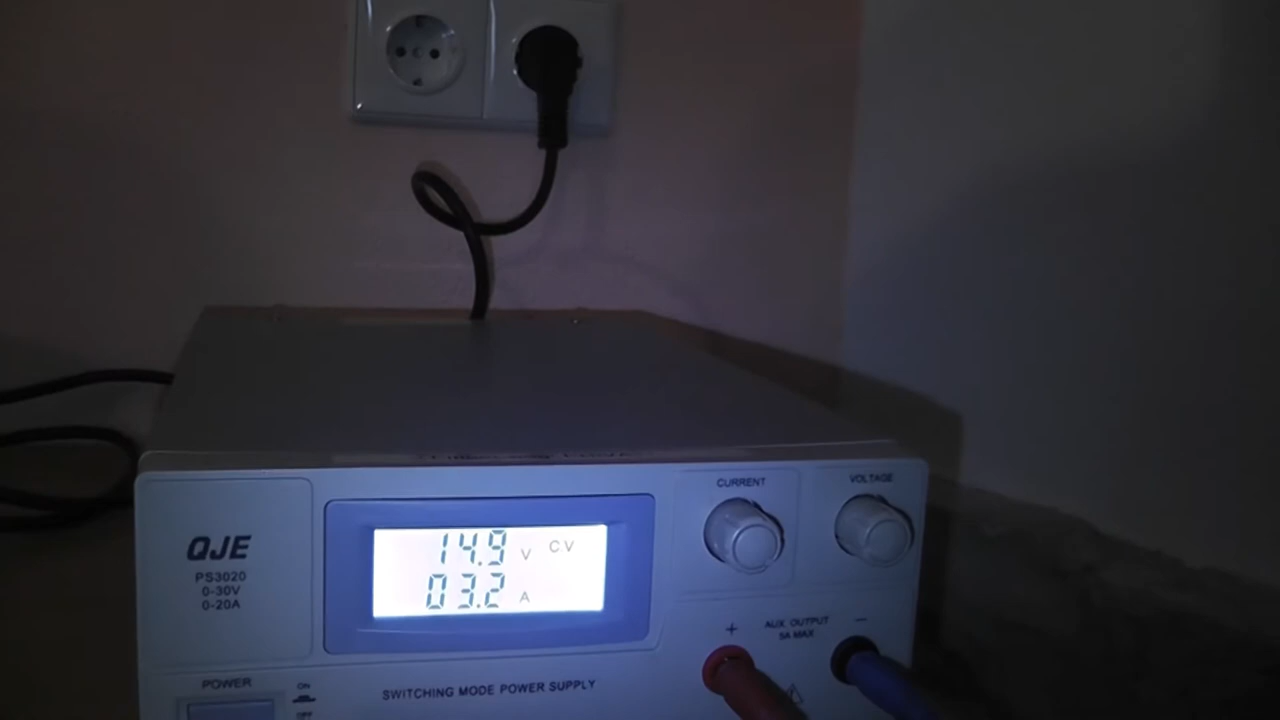 CURRENT
VOLTAGE
QJE
PS3020
0-30V
0-20A
14.9 V CV
03.2 A
+
AUX. OUTPUT
5A MAX
−
POWER
ON
OFF
SWITCHING MODE POWER SUPPLY